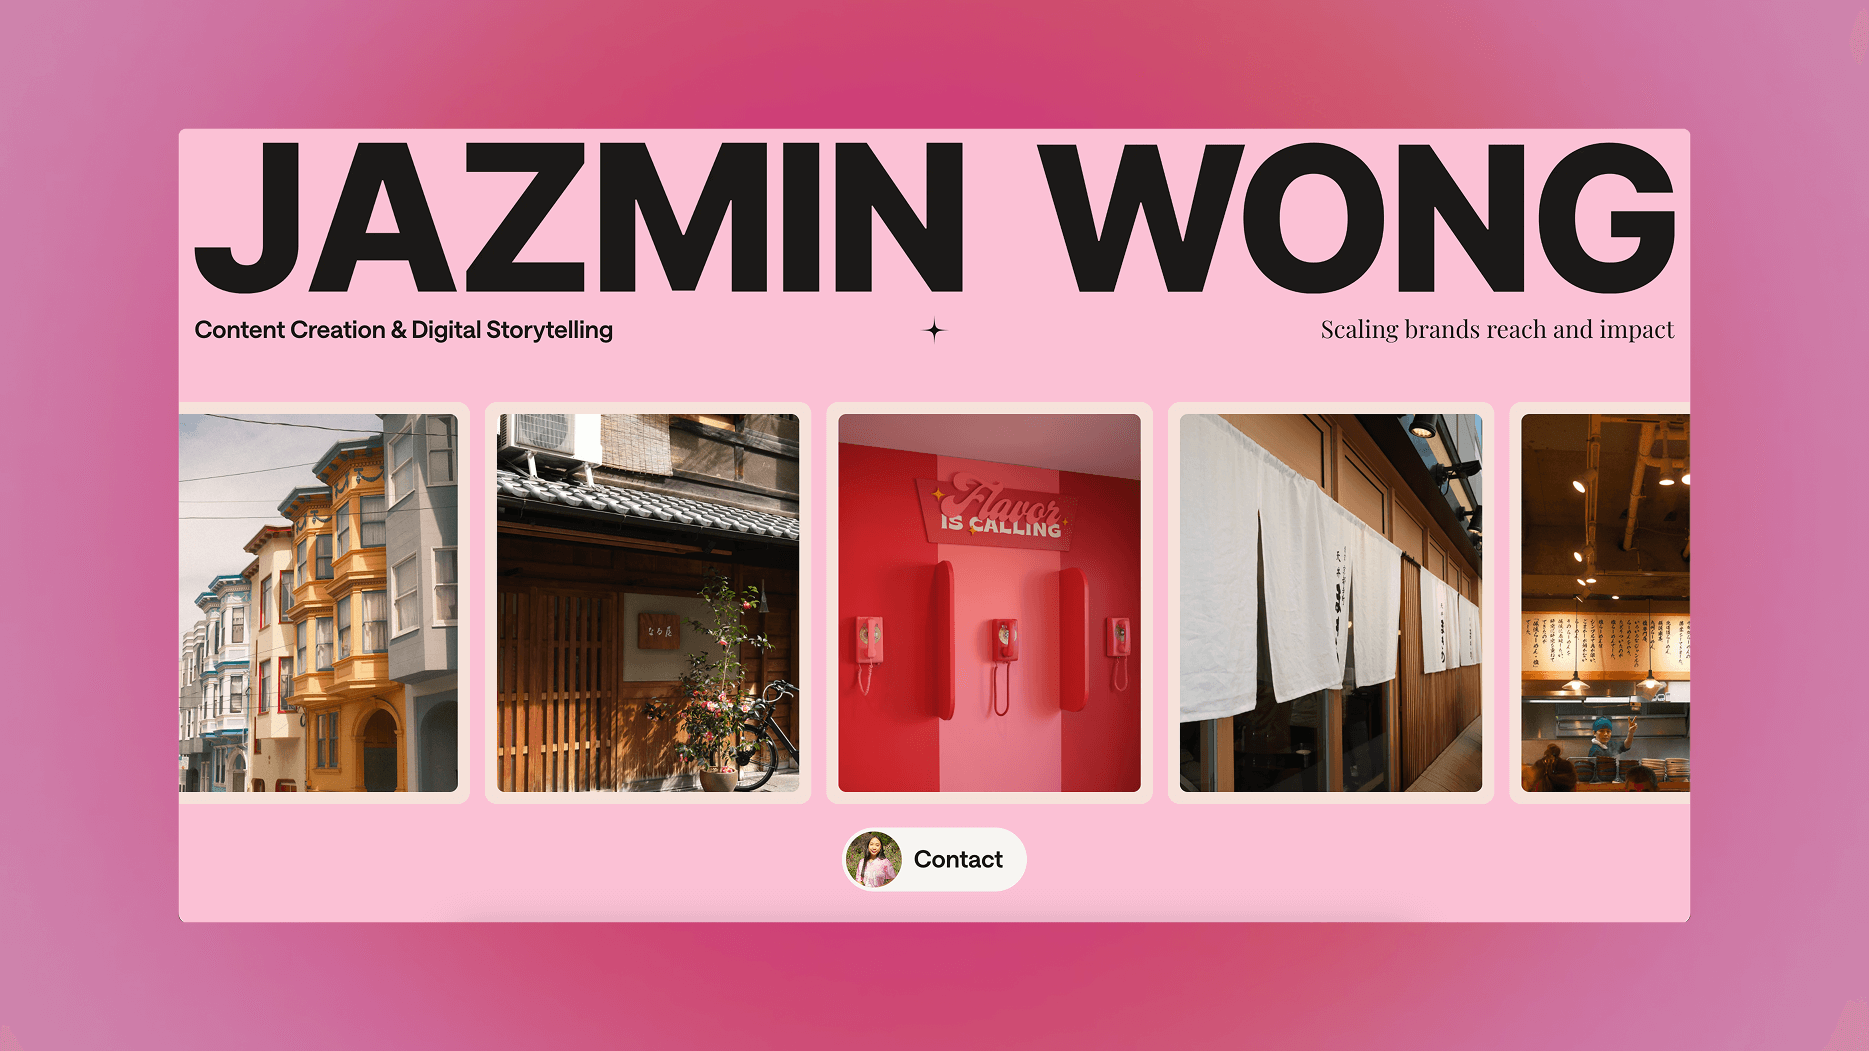 JAZMIN WONG
Content Creation & Digital Storytelling
Scaling brands reach and impact
Flavor
IS CALLING
Contact